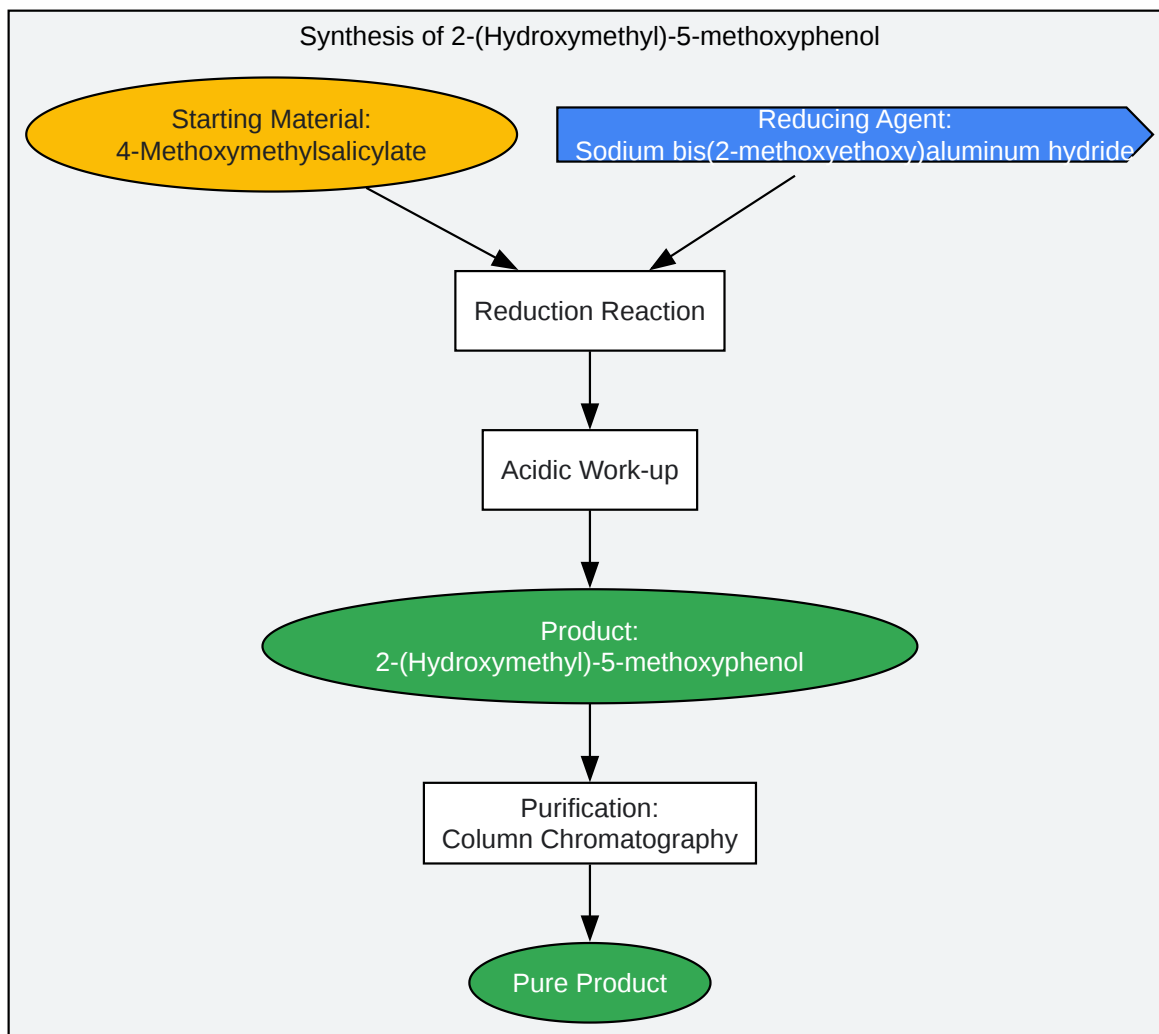 Synthesis of 2-(Hydroxymethyl)-5-methoxyphenol
Starting Material:
4-Methoxymethylsalicylate
Reducing Agent:
Sodium bis(2-methoxyethoxy)aluminum hydride
Reduction Reaction
Acidic Work-up
Product:
2-(Hydroxymethyl)-5-methoxyphenol
Purification:
Column Chromatography
Pure Product